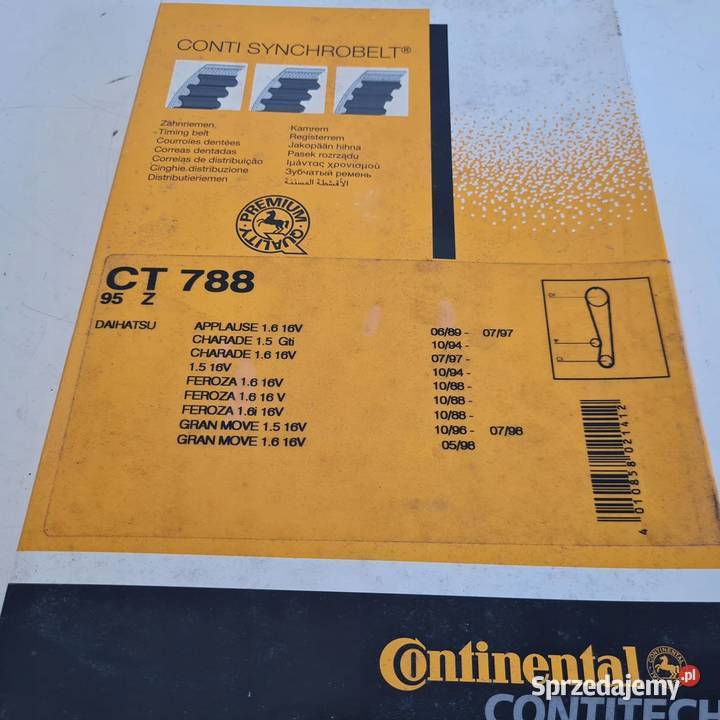 CONTI SYNCHROBELT®
Zahnriemen
Timing belt
Courroies dentées
Correas dentadas
Correias de distribuição
Cinghie distribuzione
Distributieriemen
Kamrem
Registerrem
Jakopään hihna
Pasek rozrządu
Ιμάντας χρονισμού
Зубчатый ремень
الأقشطة المسننة
PREMIUM QUALITY
CT 788
95 Z
DAIHATSU APPLAUSE 1.6 16V 06/89 - 07/97
CHARADE 1.5 Gti 10/94 -
CHARADE 1.6 16V 07/97 -
1.5 16V 10/94 -
FEROZA 1.6 16V 10/88 -
FEROZA 1.6 16 V 10/88 -
FEROZA 1.6i 16V 10/88 -
GRAN MOVE 1.5 16V 10/96 - 07/98
GRAN MOVE 1.6 16V 05/98
4 010858 021412
Continental
CONTITECH
Sprzedajemy.pl